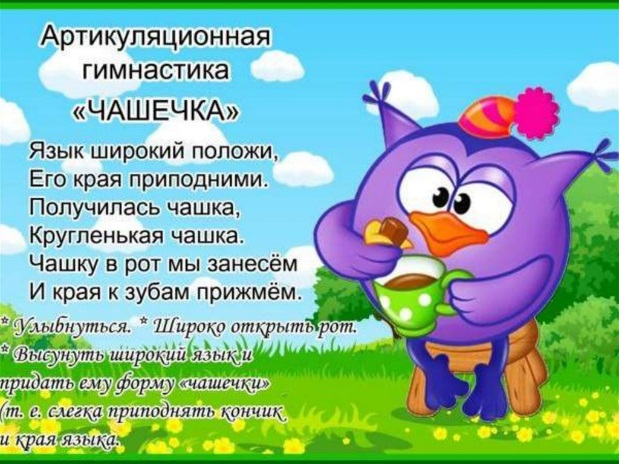 Артикуляционная
гимнастика
«ЧАШЕЧКА»
Язык широкий положи,
Его края приподними.
Получилась чашка,
Кругленькая чашка.
Чашку в рот мы занесём
И края к зубам прижмём.
* Улыбнуться. * Широко открыть рот.
* Высунуть широкий язык и
придать ему форму «чашечки»
(т. е. слегка приподнять кончик
и края языка.